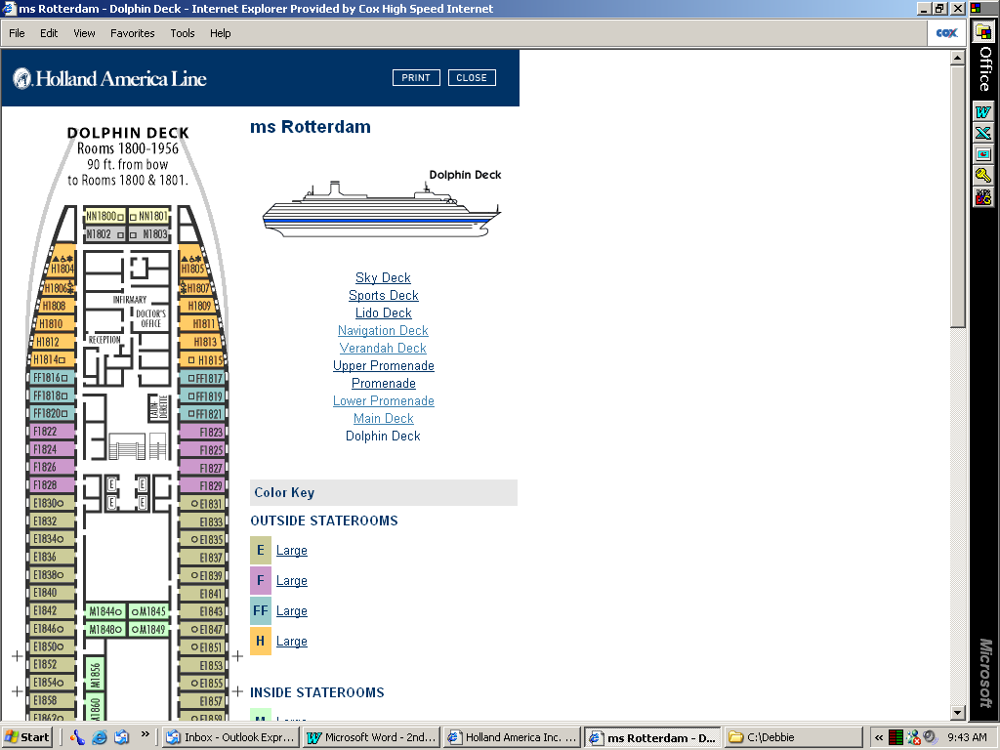 ms Rotterdam - Dolphin Deck - Internet Explorer Provided by Cox High Speed Internet
File Edit View Favorites Tools Help
COX
Office
Holland America Line
PRINT CLOSE
DOLPHIN DECK
Rooms 1800-1956
90 ft. from bow
to Rooms 1800 & 1801.
ms Rotterdam
Dolphin Deck
NN1800 NN1801
N1802 N1803
H1804 H1805
H1806 H1807
INFIRMARY
H1808 H1809
DOCTOR'S
OFFICE
H1810 H1811
RECEPTION
H1812 H1813
H1814 H1815
FF1816 FF1817
FF1818 FF1819
FF1820 FF1821
F1822 F1823
F1824 F1825
F1826 F1827
F1828 F1829
E E
E E
E1830 E1831
E1832 E1833
E1834 E1835
E1836 E1837
E1838 E1839
E1840 E1841
E1842 M1844 M1845 E1843
E1846 M1848 M1849 E1847
E1850 E1851
E1852 M1856 E1853
E1854 E1855
E1858 M1860 E1857
E1862 E1859
Sky Deck
Sports Deck
Lido Deck
Navigation Deck
Verandah Deck
Upper Promenade
Promenade
Lower Promenade
Main Deck
Dolphin Deck
Color Key
OUTSIDE STATEROOMS
E Large
F Large
FF Large
H Large
INSIDE STATEROOMS
M Large
Microsoft
Start
Inbox - Outlook Expr...
Microsoft Word - 2nd...
Holland America Inc. ...
ms Rotterdam - D...
C:\Debbie
9:43 AM